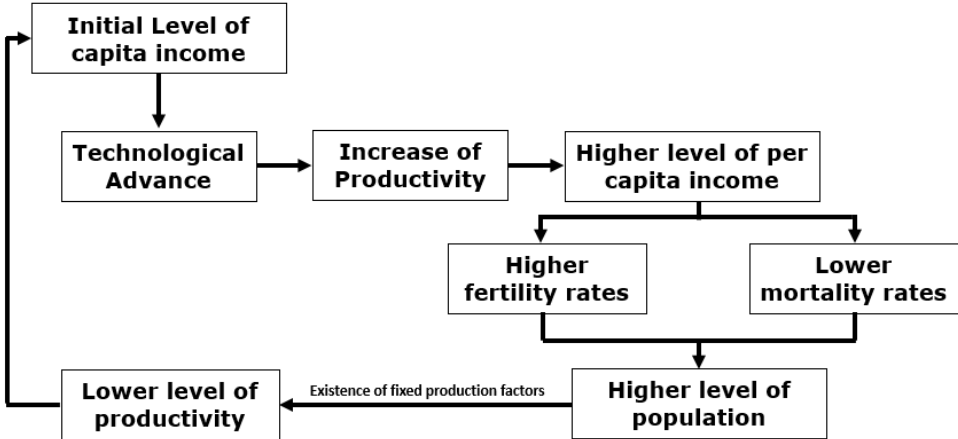 Initial Level of
capita income
Technological
Advance
Increase of
Productivity
Higher level of per
capita income
Higher
fertility rates
Lower
mortality rates
Lower level of
productivity
Existence of fixed production factors
Higher level of
population